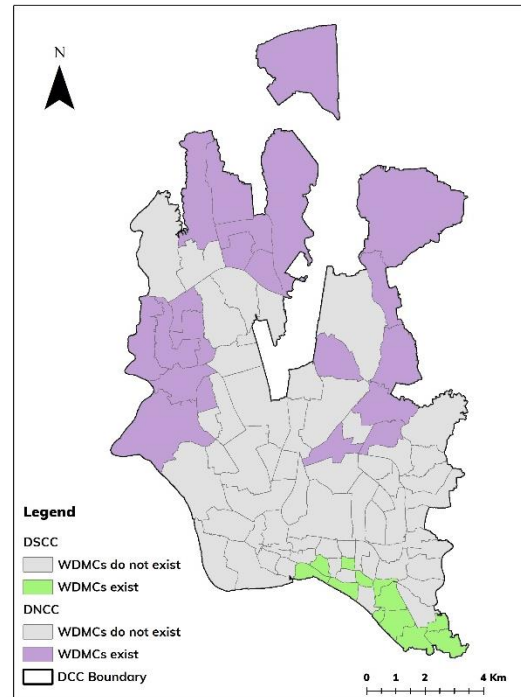 N
Legend
DSCC
WDMCs do not exist
WDMCs exist
DNCC
WDMCs do not exist
WDMCs exist
DCC Boundary
0 1 2 4 Km